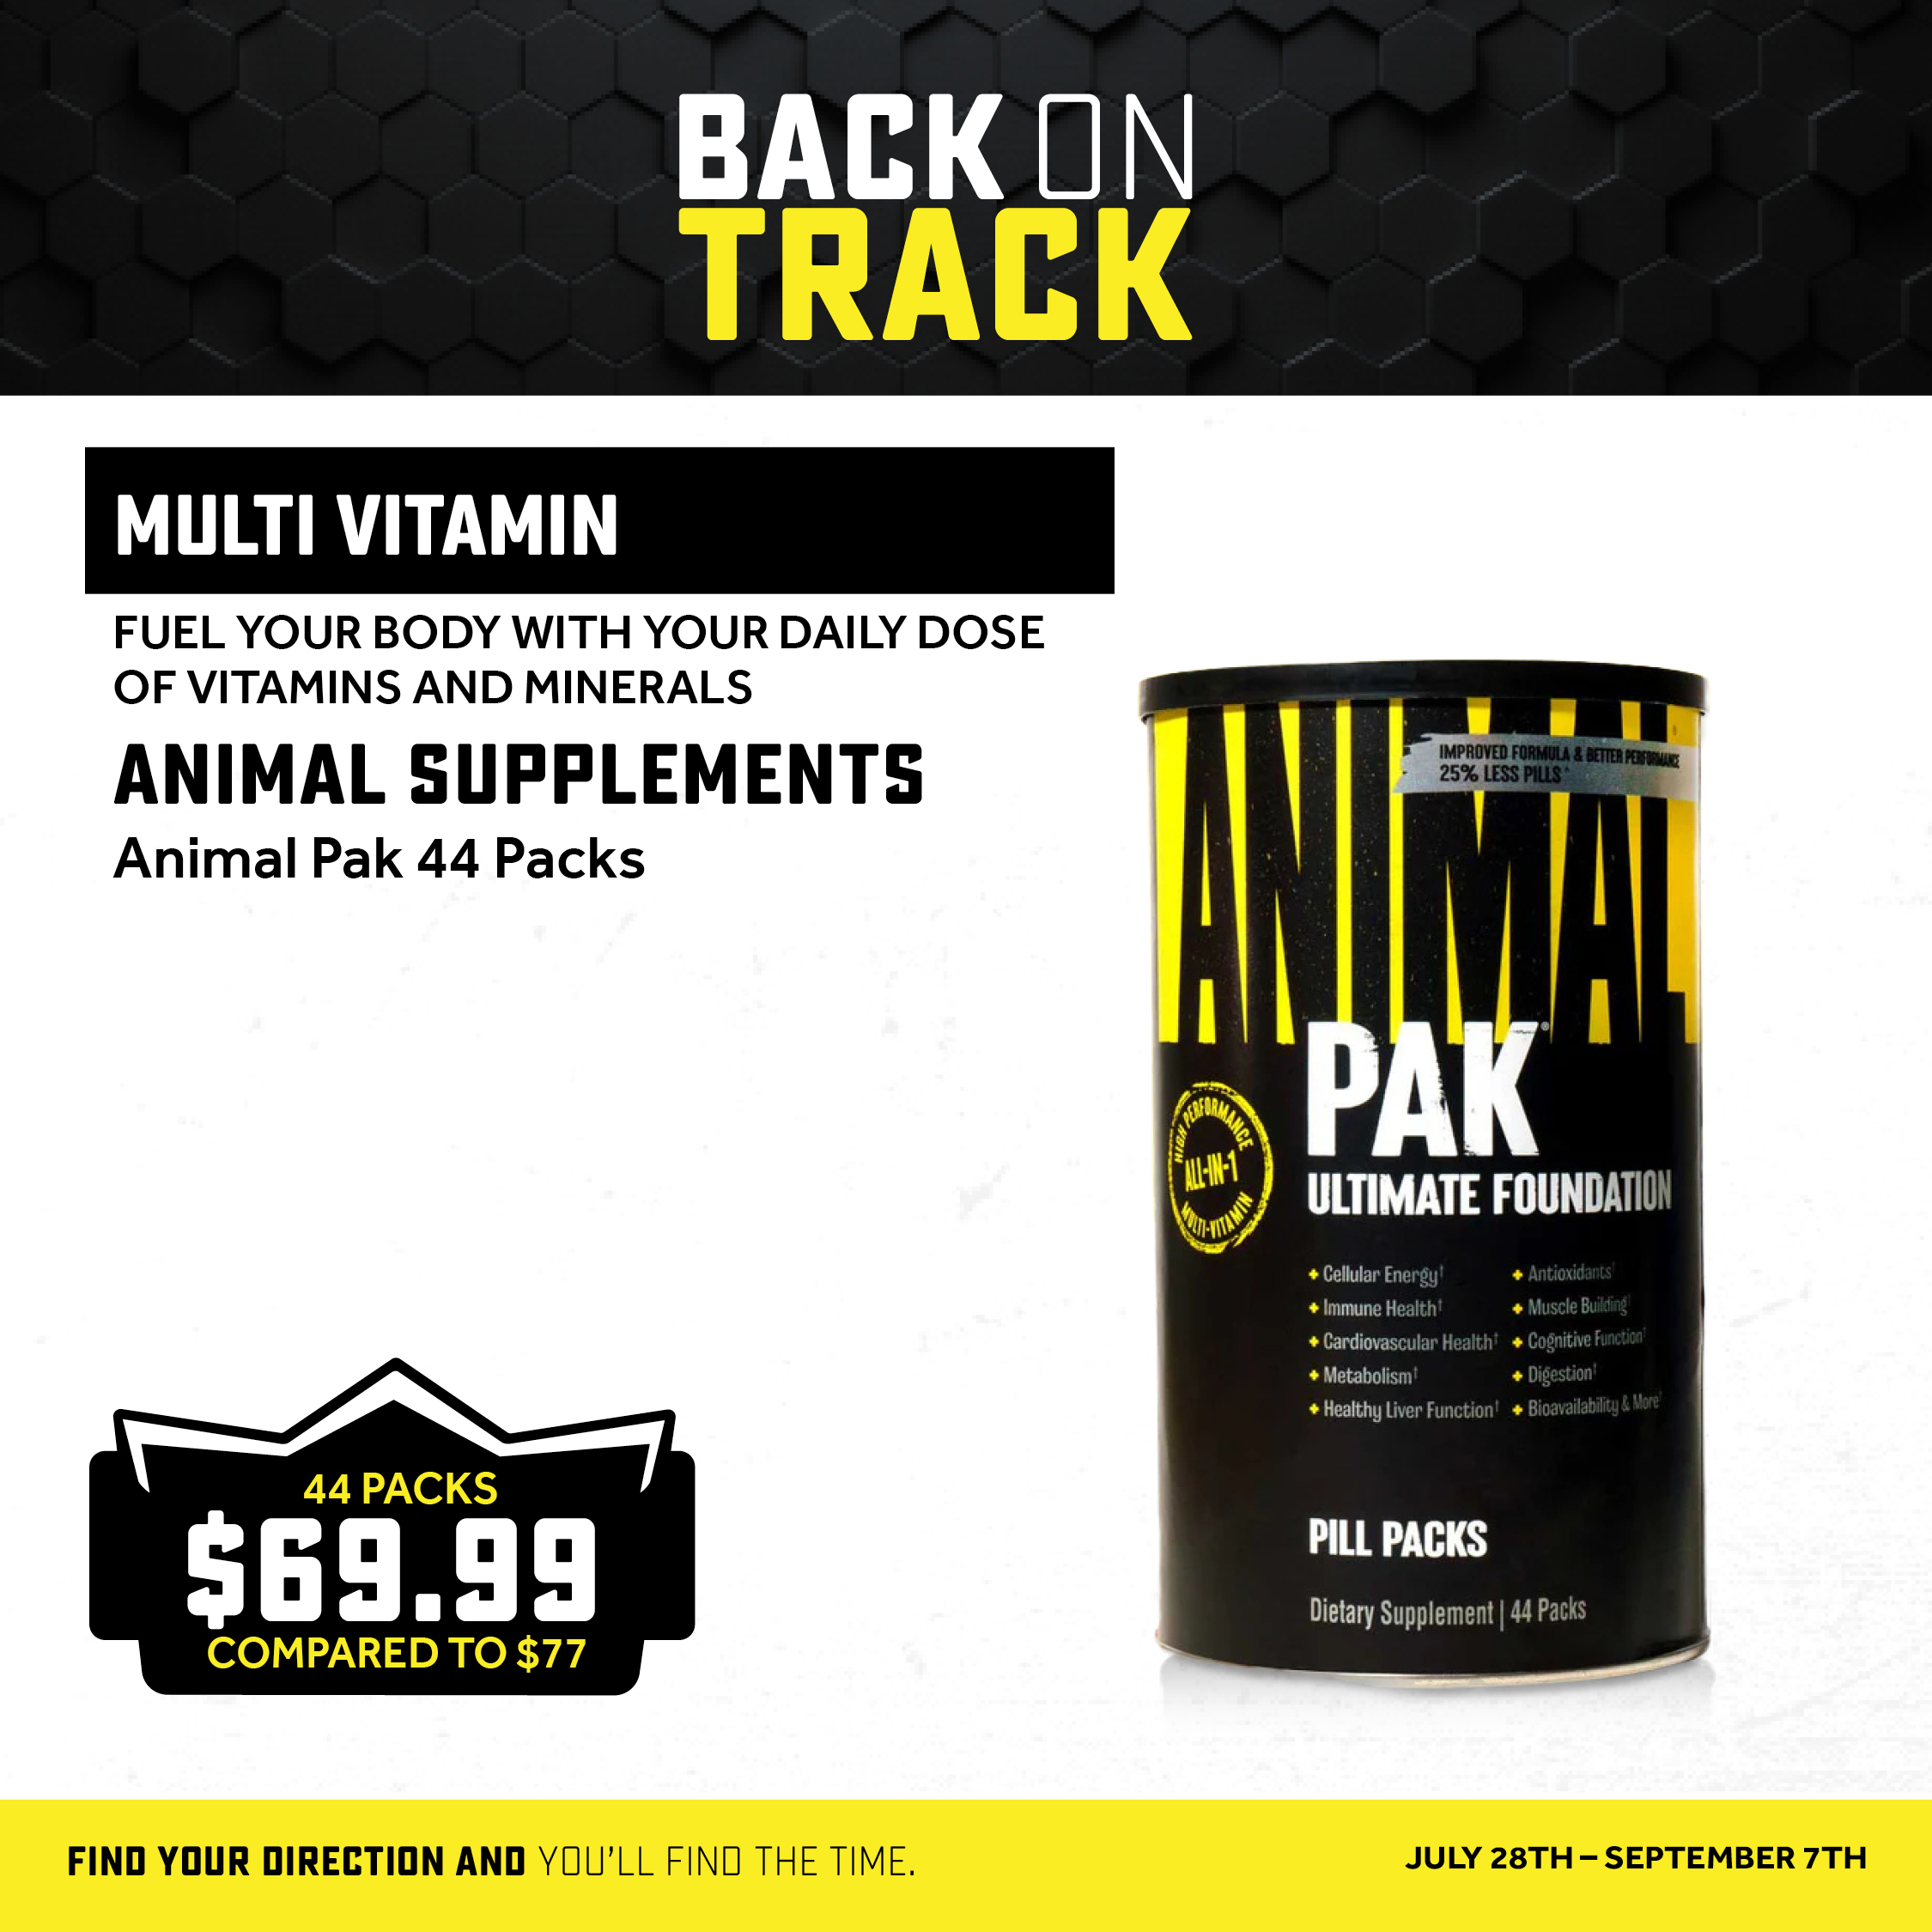 BACK ON
TRACK
MULTI VITAMIN
FUEL YOUR BODY WITH YOUR DAILY DOSE
OF VITAMINS AND MINERALS
ANIMAL SUPPLEMENTS
Animal Pak 44 Packs
ANIMAL
IMPROVED FORMULA & BETTER PERFORMANCE
25% LESS PILLS^
PAK®
ULTIMATE FOUNDATION
HIGH PERFORMANCE
ALL-IN-1
MULTI-VITAMIN
+ Cellular Energy†
+ Immune Health†
+ Cardiovascular Health†
+ Metabolism†
+ Healthy Liver Function†
+ Antioxidants†
+ Muscle Building†
+ Cognitive Function†
+ Digestion†
+ Bioavailability & More†
PILL PACKS
Dietary Supplement | 44 Packs
44 PACKS
$69.99
COMPARED TO $77
FIND YOUR DIRECTION AND YOU'LL FIND THE TIME.
JULY 28TH – SEPTEMBER 7TH